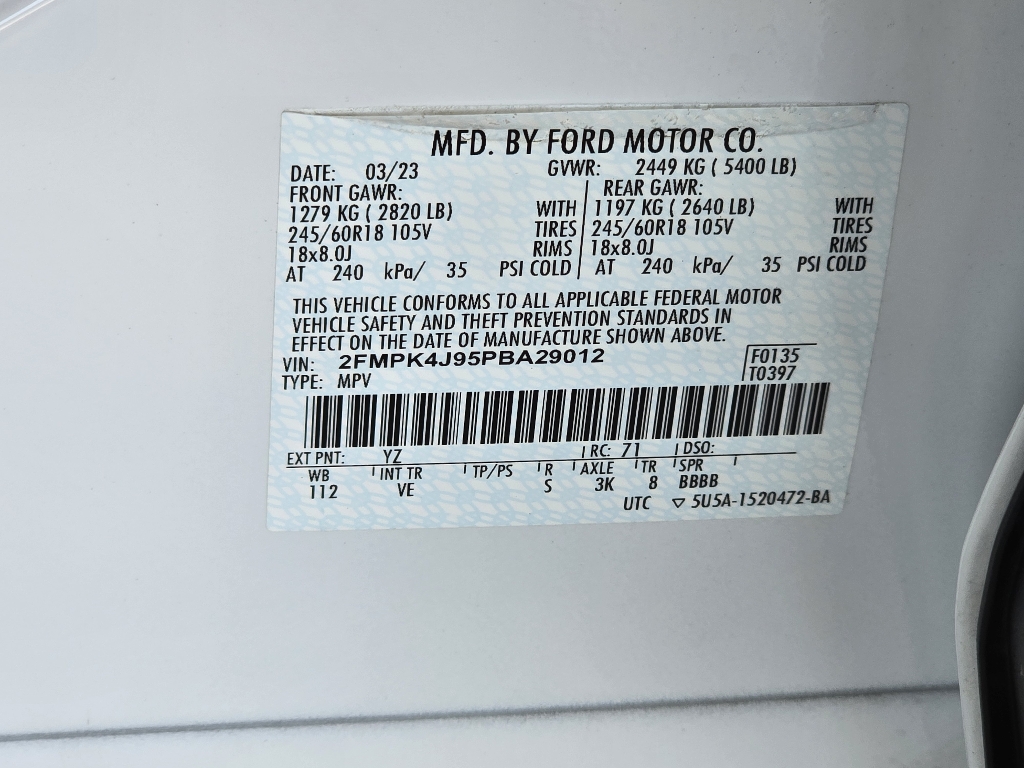 MFD. BY FORD MOTOR CO.
DATE: 03/23 GVWR: 2449 KG ( 5400 LB)
FRONT GAWR: REAR GAWR:
1279 KG ( 2820 LB) WITH 1197 KG ( 2640 LB) WITH
245/60R18 105V TIRES 245/60R18 105V TIRES
18x8.0J RIMS 18x8.0J RIMS
AT 240 kPa/ 35 PSI COLD AT 240 kPa/ 35 PSI COLD
THIS VEHICLE CONFORMS TO ALL APPLICABLE FEDERAL MOTOR
VEHICLE SAFETY AND THEFT PREVENTION STANDARDS IN
EFFECT ON THE DATE OF MANUFACTURE SHOWN ABOVE.
VIN: 2FMPK4J95PBA29012 F0135
TYPE: MPV T0397
EXT PNT: YZ RC: 71 DSO:
WB INT TR TP/PS R AXLE TR SPR
112 VE S 3K 8 BBBB
UTC ▽ 5U5A-1520472-BA